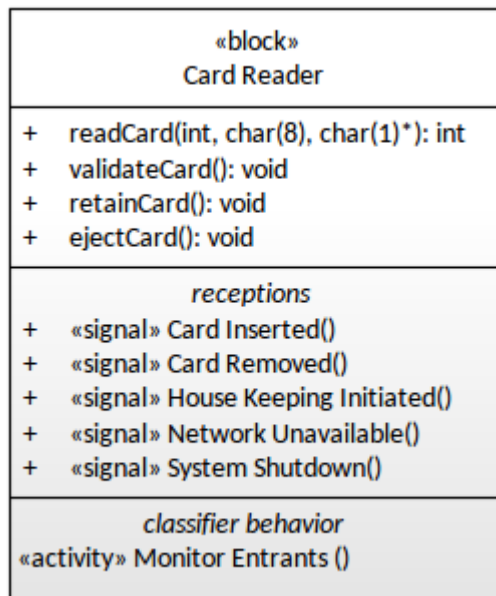 «block»
Card Reader
+ readCard(int, char(8), char(1)*): int
+ validateCard(): void
+ retainCard(): void
+ ejectCard(): void
receptions
+ «signal» Card Inserted()
+ «signal» Card Removed()
+ «signal» House Keeping Initiated()
+ «signal» Network Unavailable()
+ «signal» System Shutdown()
classifier behavior
«activity» Monitor Entrants ()